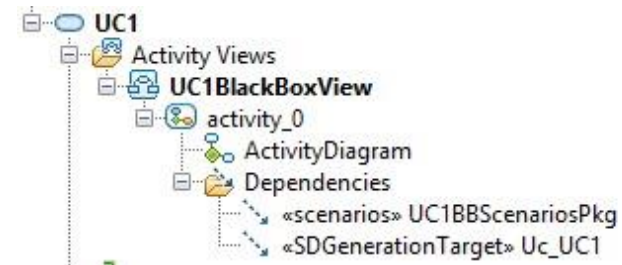 UC1
Activity Views
UC1BlackBoxView
activity_0
ActivityDiagram
Dependencies
«scenarios» UC1BBScenariosPkg
«SDGenerationTarget» Uc_UC1